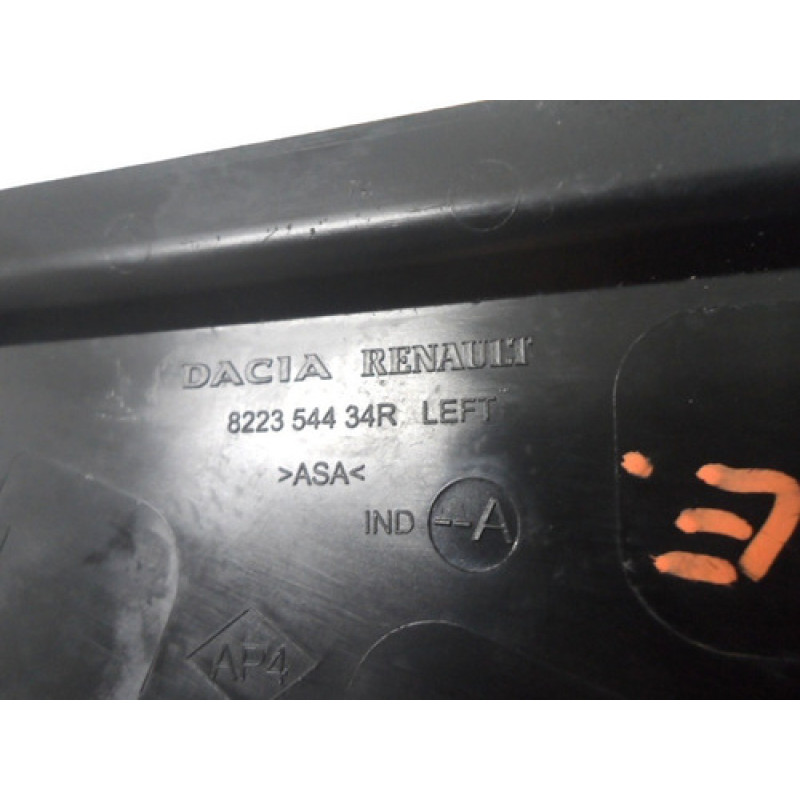 DACIA RENAULT
8223 544 34R LEFT
>ASA<
IND --A
AP4